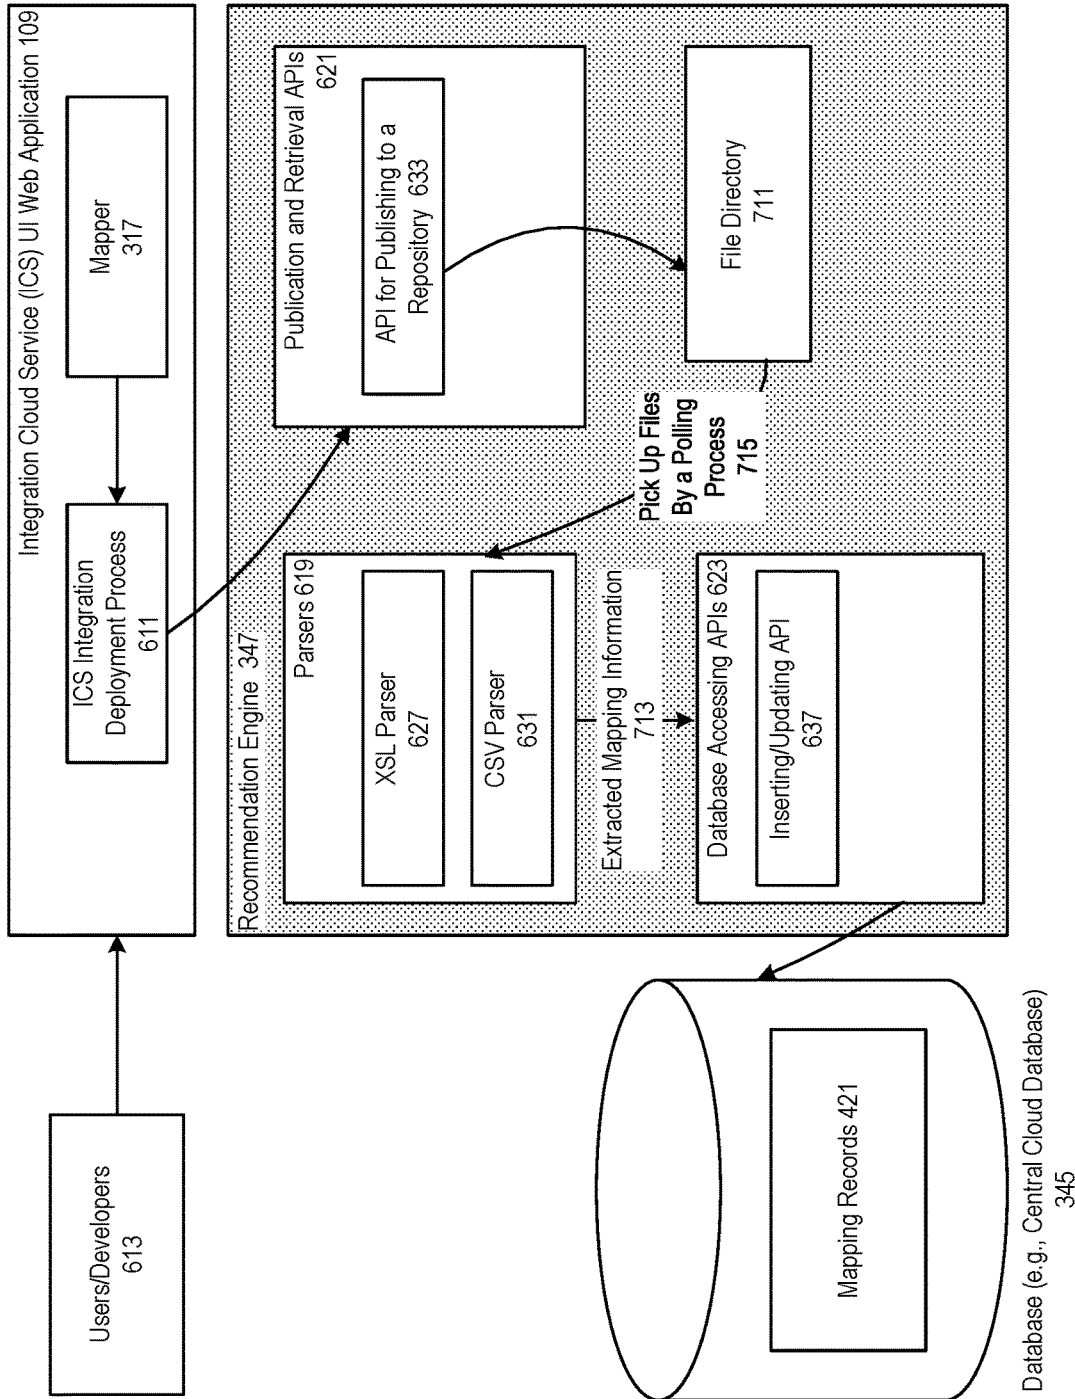 Users/Developers
613
Integration Cloud Service (ICS) UI Web Application 109
ICS Integration
Deployment Process
611
Mapper
317
Recommendation Engine 347
Parsers 619
XSL Parser
627
CSV Parser
631
Publication and Retrieval APIs
621
API for Publishing to a
Repository 633
Extracted Mapping Information
713
Pick Up Files
By a Polling
Process
715
File Directory
711
Database Accessing APIs 623
Inserting/Updating API
637
Mapping Records 421
Database (e.g., Central Cloud Database)
345